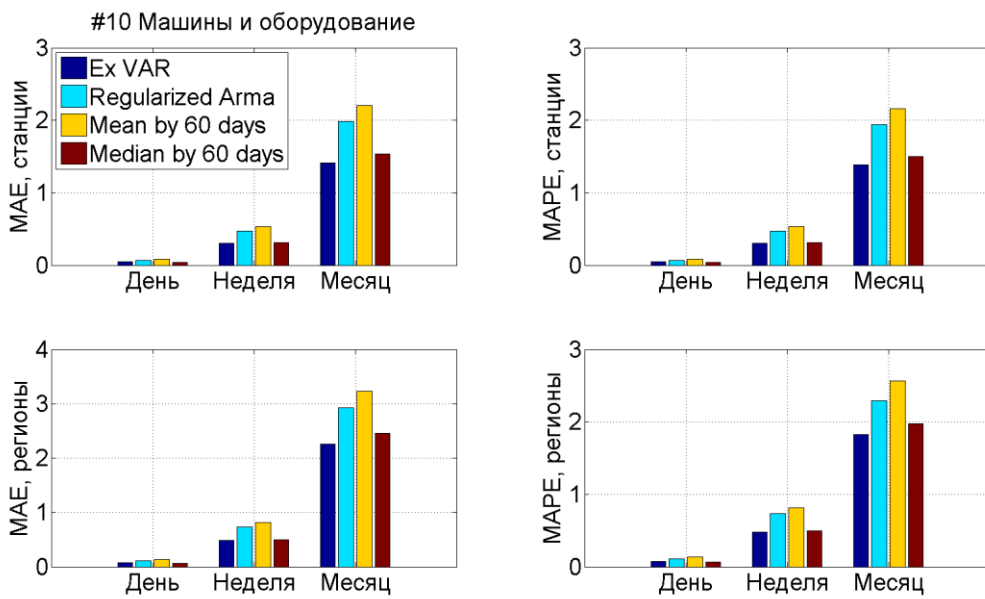 #10 Машины и оборудование
MAE, станции
3
2
1
0
Ex VAR
Regularized Arma
Mean by 60 days
Median by 60 days
День Неделя Месяц
MAPE, станции
3
2
1
0
День Неделя Месяц
MAE, регионы
4
3
2
1
0
День Неделя Месяц
MAPE, регионы
3
2
1
0
День Неделя Месяц